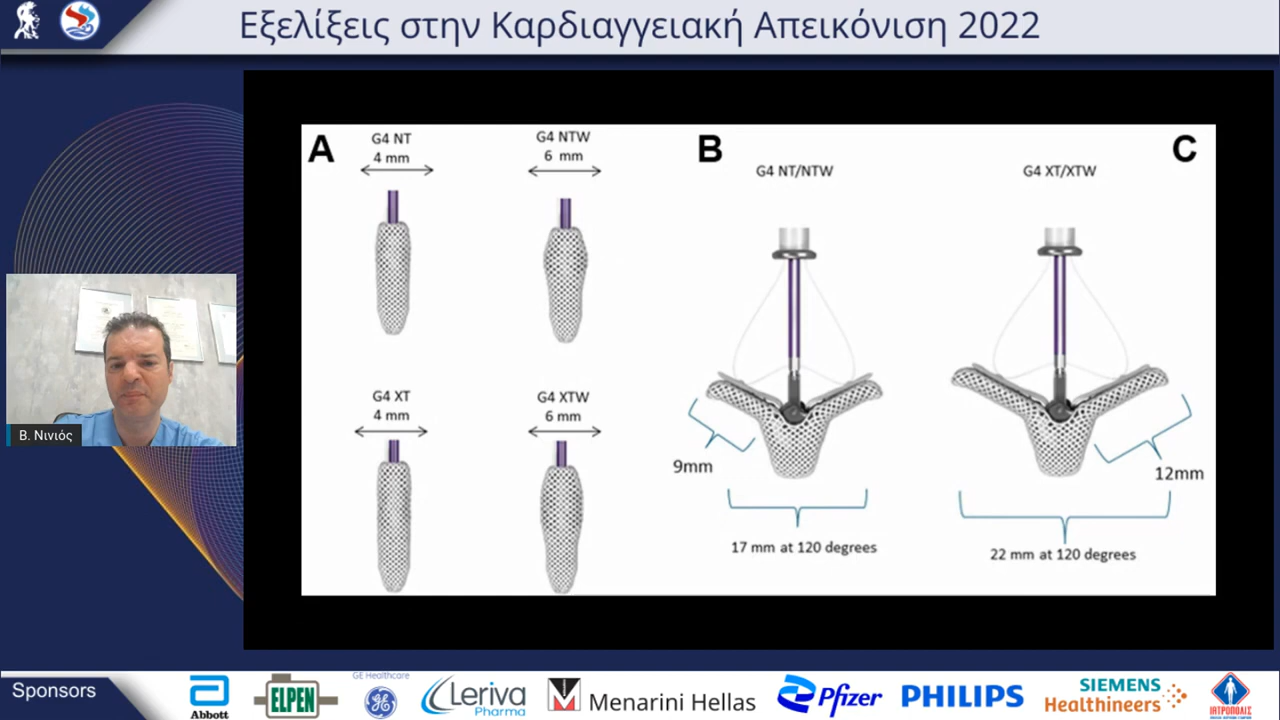 Εξελίξεις στην Καρδιαγγειακή Απεικόνιση 2022
A
G4 NT
4 mm
G4 NTW
6 mm
G4 XT
4 mm
G4 XTW
6 mm
B
G4 NT/NTW
9mm
17 mm at 120 degrees
C
G4 XT/XTW
12mm
22 mm at 120 degrees
Β. Νινιός
Sponsors
Abbott
ELPEN
GE Healthcare
Leriva
Pharma
Menarini Hellas
Pfizer
PHILIPS
SIEMENS
Healthineers
ΙΑΤΡΟΠΟΛΙΣ